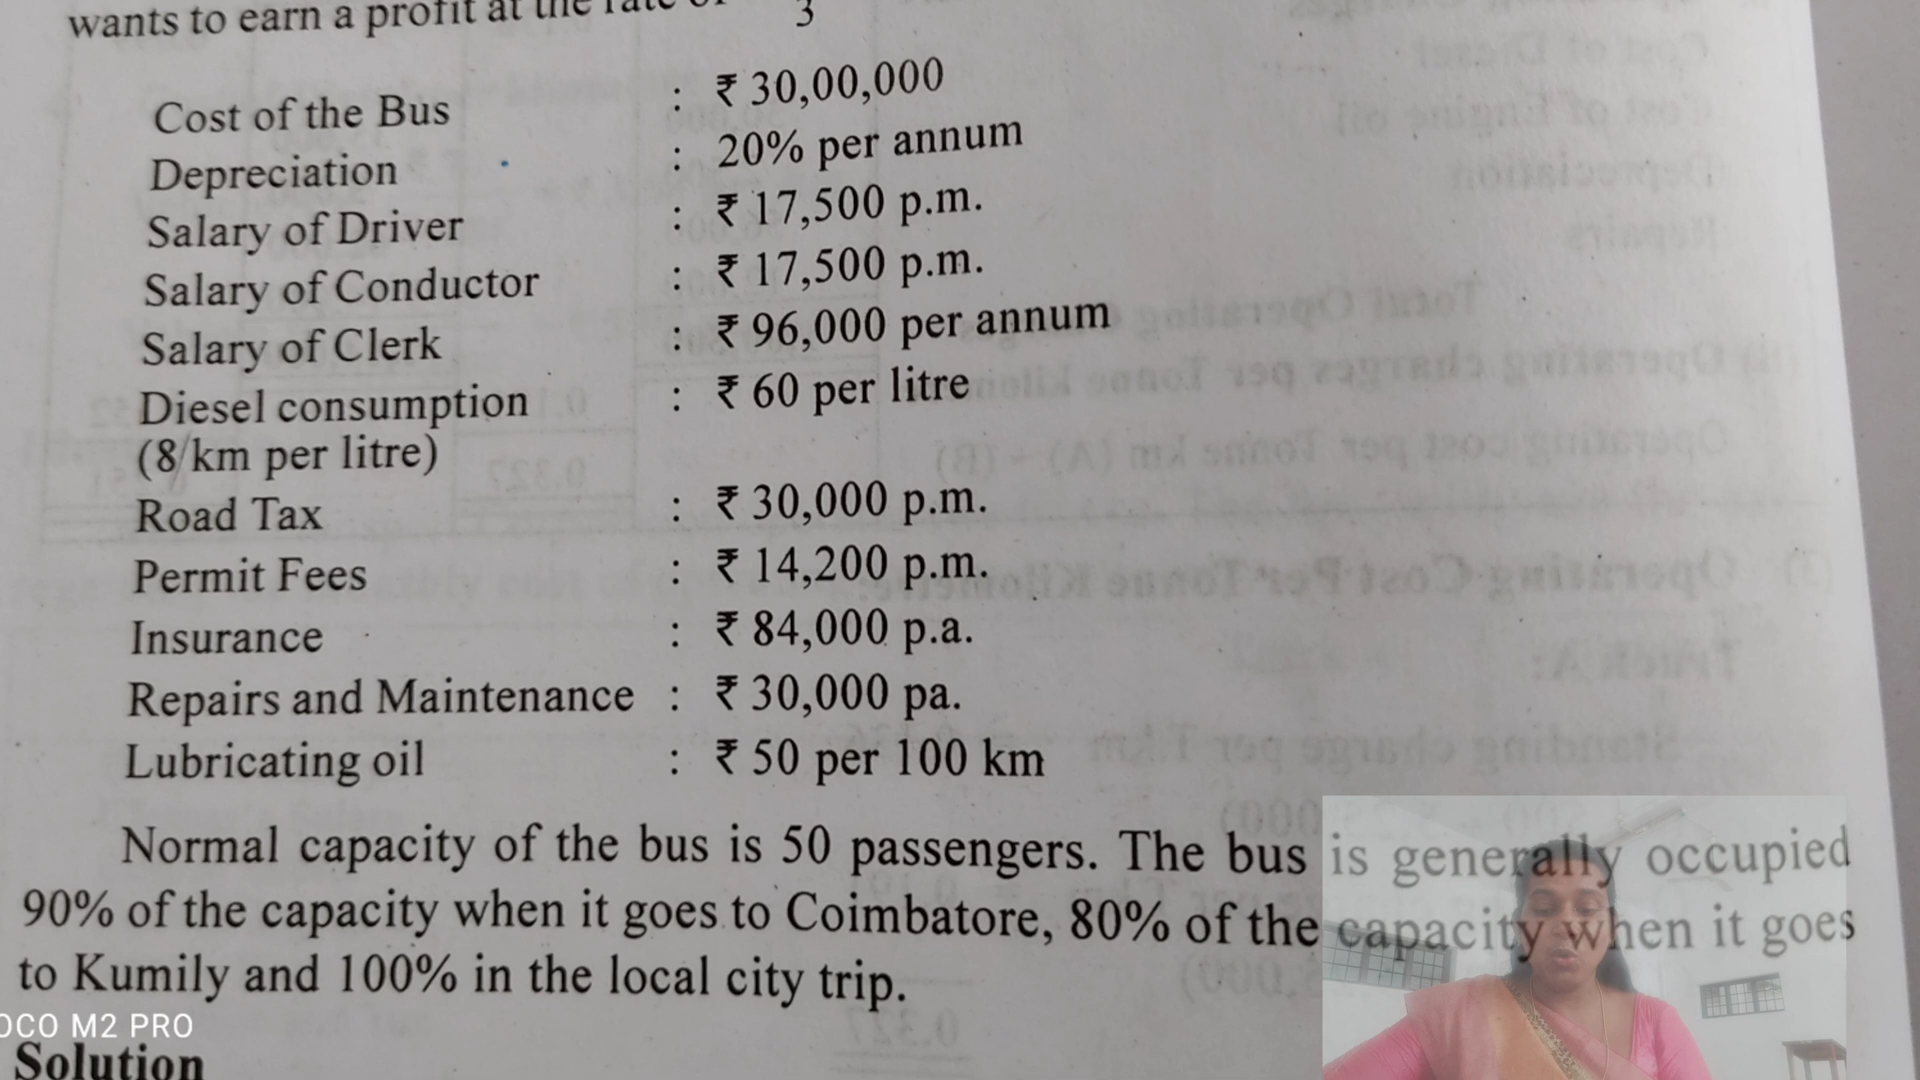 wants to earn a profit at the rate of 3
Cost of the Bus : ₹ 30,00,000
Depreciation : 20% per annum
Salary of Driver : ₹ 17,500 p.m.
Salary of Conductor : ₹ 17,500 p.m.
Salary of Clerk : ₹ 96,000 per annum
Diesel consumption : ₹ 60 per litre
(8/km per litre)
Road Tax : ₹ 30,000 p.m.
Permit Fees : ₹ 14,200 p.m.
Insurance : ₹ 84,000 p.a.
Repairs and Maintenance : ₹ 30,000 pa.
Lubricating oil : ₹ 50 per 100 km
Normal capacity of the bus is 50 passengers. The bus is generally occupied
90% of the capacity when it goes to Coimbatore, 80% of the capacity when it goes
to Kumily and 100% in the local city trip.
OCO M2 PRO
Solution